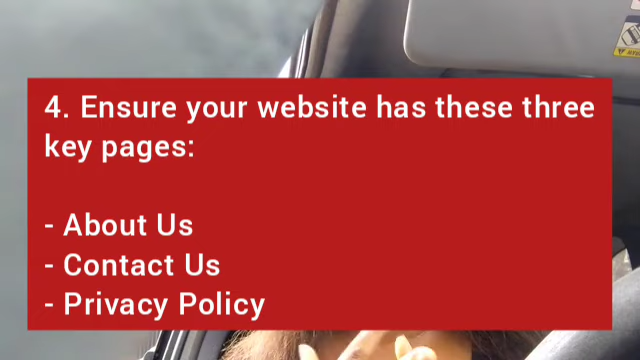 4. Ensure your website has these three
key pages:
- About Us
- Contact Us
- Privacy Policy